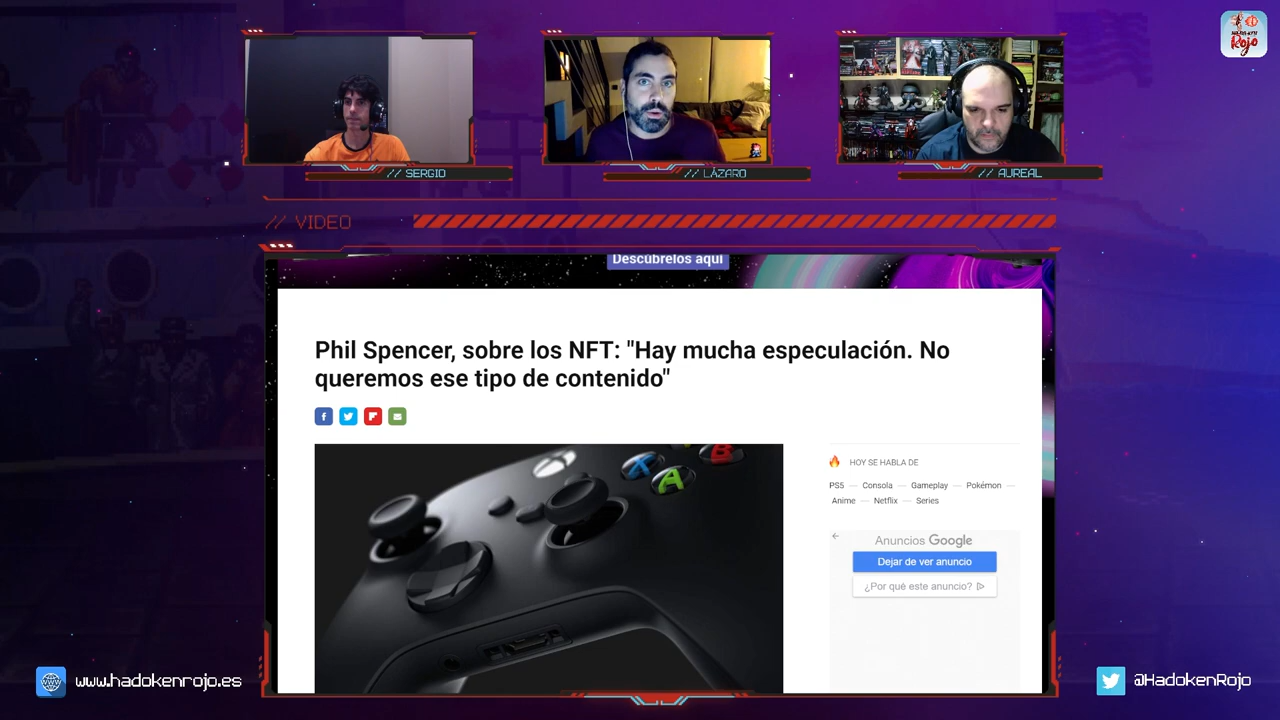 Rojo
// SERGIO
// LÁZARO
// AUREAL
// VIDEO
Descúbrelos aquí
Phil Spencer, sobre los NFT: "Hay mucha especulación. No
queremos ese tipo de contenido"
HOY SE HABLA DE
PS5 — Consola — Gameplay — Pokémon —
Anime — Netflix — Series
Anuncios Google
Dejar de ver anuncio
¿Por qué este anuncio?
X
A
B
www.hadokenrojo.es
@HadokenRojo